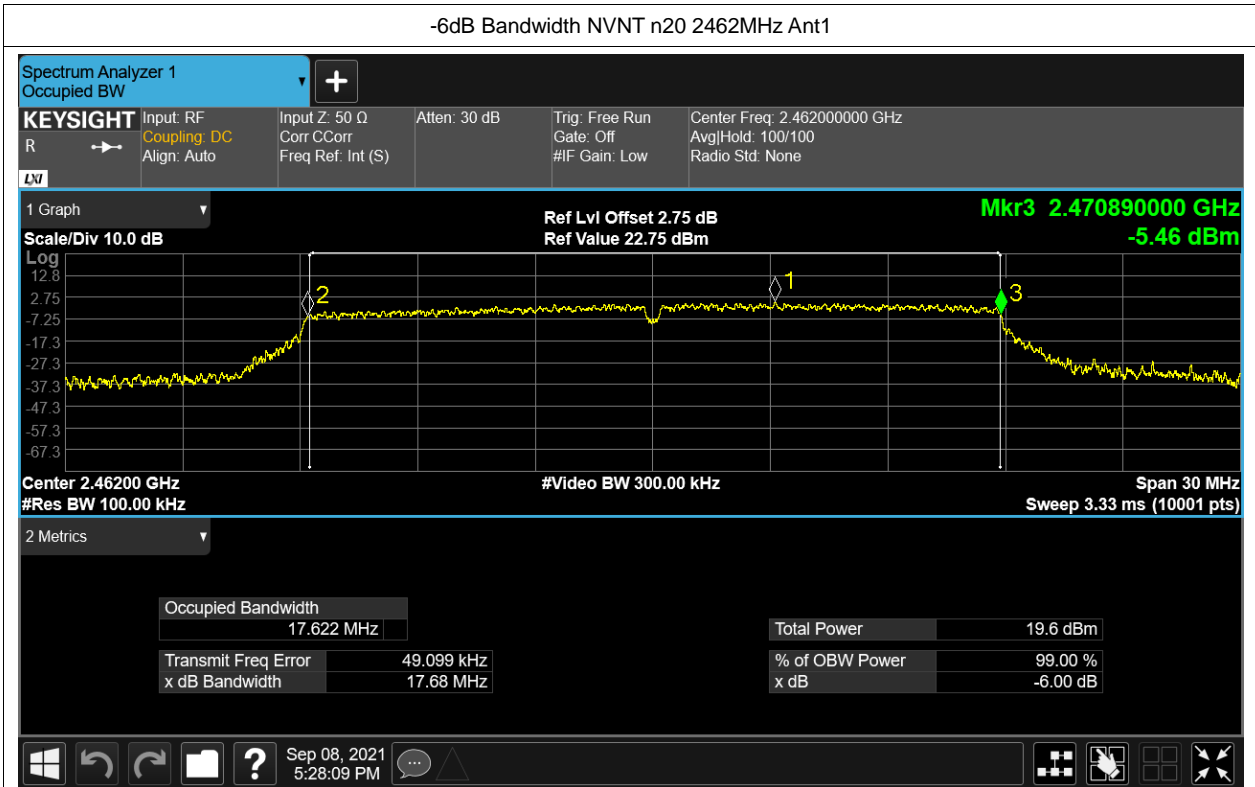 -6dB Bandwidth NVNT n20 2462MHz Ant1
Spectrum Analyzer 1
Occupied BW
KEYSIGHT
R
LXI
Input: RF
Coupling: DC
Align: Auto
Input Z: 50 Ω
Corr CCorr
Freq Ref: Int (S)
Atten: 30 dB
Trig: Free Run
Gate: Off
#IF Gain: Low
Center Freq: 2.462000000 GHz
Avg|Hold: 100/100
Radio Std: None
1 Graph
Scale/Div 10.0 dB
Ref Lvl Offset 2.75 dB
Ref Value 22.75 dBm
Mkr3 2.470890000 GHz
-5.46 dBm
Log
12.8
2.75
-7.25
-17.3
-27.3
-37.3
-47.3
-57.3
-67.3
2
1
3
Center 2.46200 GHz
#Video BW 300.00 kHz
Span 30 MHz
#Res BW 100.00 kHz
Sweep 3.33 ms (10001 pts)
2 Metrics
Occupied Bandwidth
17.622 MHz
Total Power 19.6 dBm
Transmit Freq Error 49.099 kHz
% of OBW Power 99.00 %
x dB Bandwidth 17.68 MHz
x dB -6.00 dB
?
Sep 08, 2021
5:28:09 PM